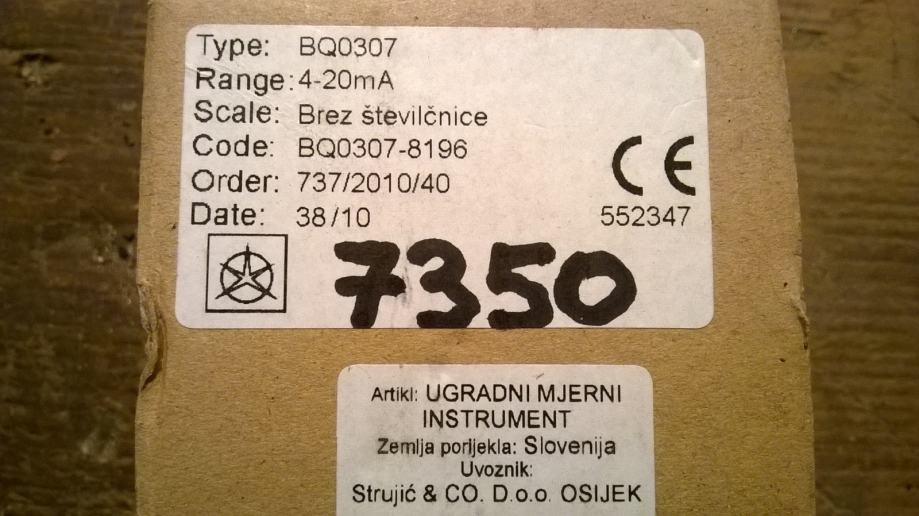 Type: BQ0307
Range: 4-20mA
Scale: Brez številčnice
Code: BQ0307-8196
Order: 737/2010/40
Date: 38/10
CE
552347
7350
Artikl: UGRADNI MJERNI
INSTRUMENT
Zemlja porijekla: Slovenija
Uvoznik:
Strujić & CO. D.o.o. OSIJEK